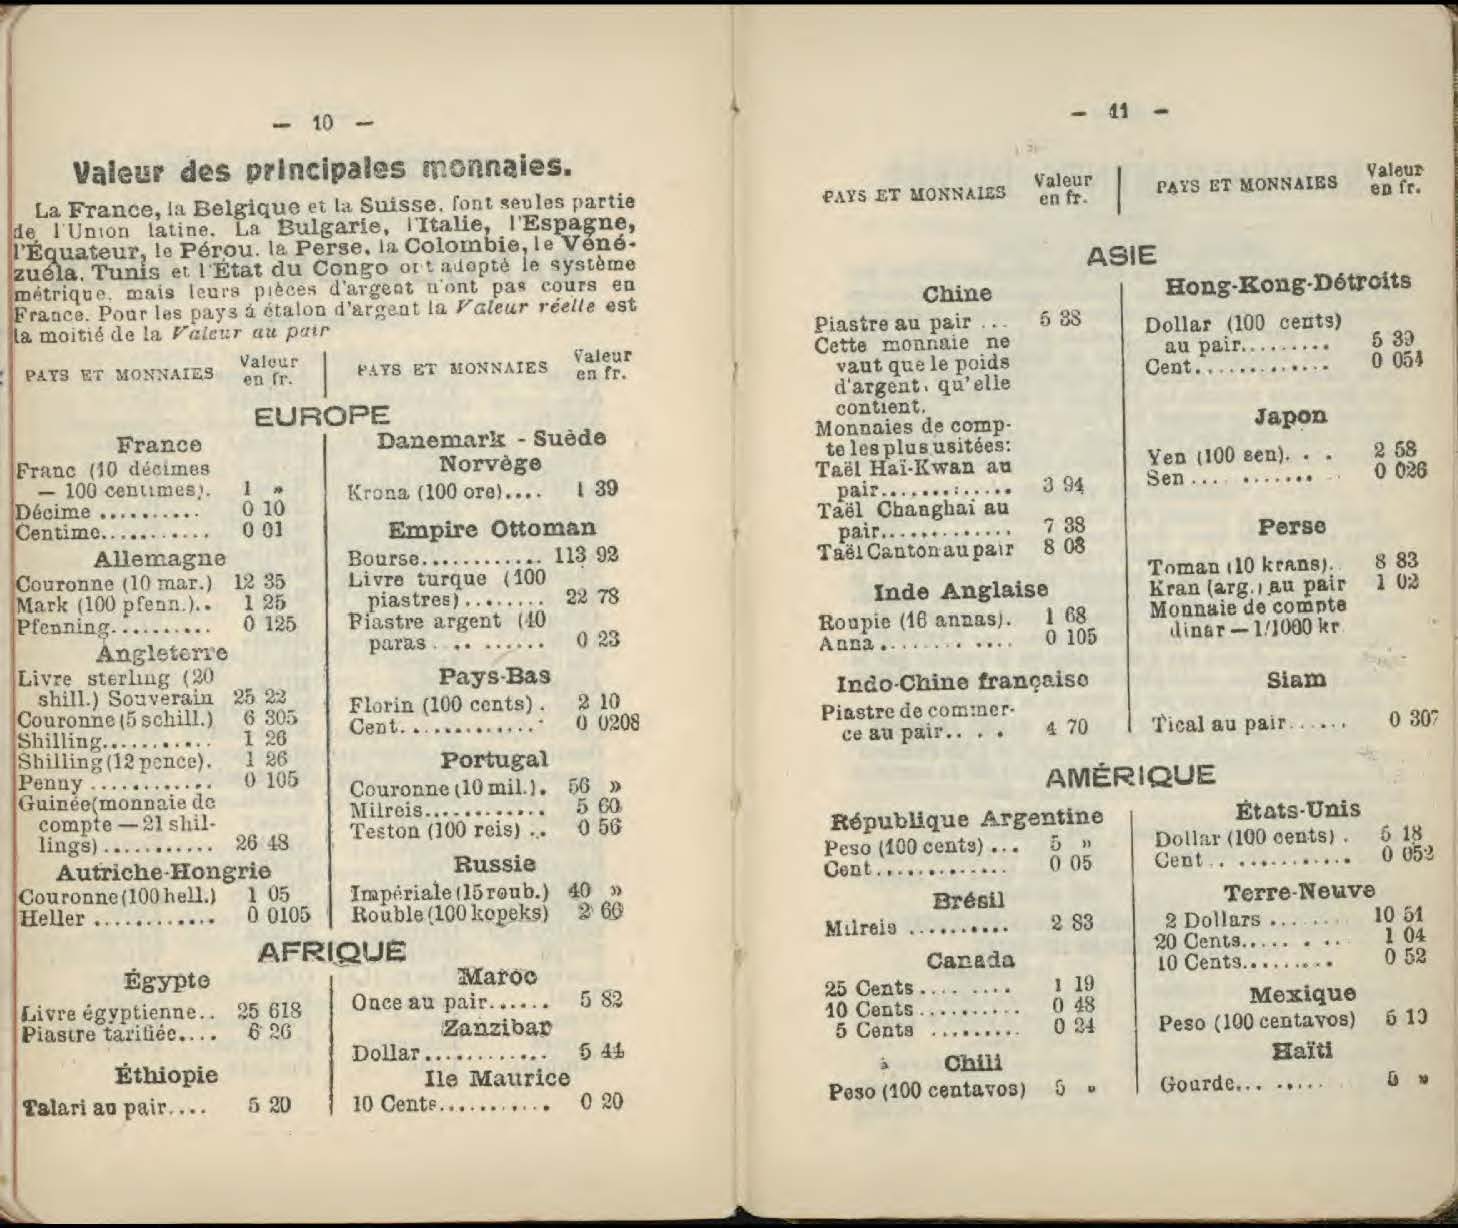 — 10 —
Valeur des principales monnaies.
La France, la Belgique et la Suisse, font seules partie
de l'Union latine. La Bulgarie, l'Italie, l'Espagne,
l'Équateur, le Pérou, la Perse, la Colombie, le Véné-
zuéla, Tunis et l'État du Congo ont adopté le système
métrique, mais leurs pièces d'argent n'ont pas cours en
France. Pour les pays à étalon d'argent la Valeur réelle est
la moitié de la Valeur au pair
PAYS ET MONNAIES Valeur en fr.
PAYS ET MONNAIES Valeur en fr.
EUROPE
France
Franc (10 décimes
— 100 centimes). 1 »
Décime .......... 0 10
Centime........... 0 01
Allemagne
Couronne (10 mar.) 12 35
Mark (100 pfenn.).. 1 25
Pfenning.......... 0 125
Angleterre
Livre sterling (20
shill.) Souverain 25 22
Couronne (5 schill.) 6 305
Shilling........... 1 26
Shilling (12 pence). 1 26
Penny ............ 0 105
Guinée (monnaie de
compte — 21 shil-
lings) ........... 26 48
Autriche-Hongrie
Couronne (100 hell.) 1 05
Heller ............ 0 0105
Danemark - Suède
Norvège
Krona (100 ore).... 1 39
Empire Ottoman
Bourse............ 113 92
Livre turque (100
piastres)........ 22 78
Piastre argent (40
paras . .. ...... 0 23
Pays-Bas
Florin (100 cents) . 2 10
Cent.............. 0 0208
Portugal
Couronne (10 mil.). 56 »
Milreis............ 5 60
Teston (100 reis) .. 0 56
Russie
Impériale (15 roub.) 40 »
Rouble (100 kopeks) 2 66
AFRIQUE
Égypte
Livre égyptienne.. 25 618
Piastre tarifiée.... 6 26
Éthiopie
Talari au pair.... 5 20
Maroc
Once au pair...... 5 82
Zanzibar
Dollar............ 5 44
Ile Maurice
10 Cents........... 0 20
— 11 —
PAYS ET MONNAIES Valeur en fr.
PAYS ET MONNAIES Valeur en fr.
ASIE
Chine
Piastre au pair ... 5 38
Cette monnaie ne
vaut que le poids
d'argent, qu'elle
contient.
Monnaies de comp-
te les plus usitées:
Taël Haï-Kwan au
pair............. 3 94
Taël Changhaï au
pair............. 7 38
Taël Canton au pair 8 08
Inde Anglaise
Roupie (16 annas). 1 68
Anna............ 0 105
Indo-Chine française
Piastre de commer-
ce au pair.. . . 4 70
Hong-Kong-Détroits
Dollar (100 cents)
au pair......... 5 39
Cent............. 0 054
Japon
Yen (100 sen). . . 2 58
Sen ... ....... 0 026
Perse
Toman (10 krans). 8 83
Kran (arg.) au pair 1 02
Monnaie de compte
dinar — 1/1000 kr
Siam
Tical au pair...... 0 307
AMÉRIQUE
République Argentine
Peso (100 cents) ... 5 »
Cent............. 0 05
Brésil
Milreis .......... 2 83
Canada
25 Cents.... .... 1 19
10 Cents.......... 0 48
5 Cents ......... 0 24
Chili
Peso (100 centavos) 5 »
États-Unis
Dollar (100 cents) . 5 18
Cent.. ........... 0 052
Terre-Neuve
2 Dollars ........ 10 51
20 Cents..... . .. 1 04
10 Cents......... 0 52
Mexique
Peso (100 centavos) 5 10
Haïti
Gourde... ...... 5 »